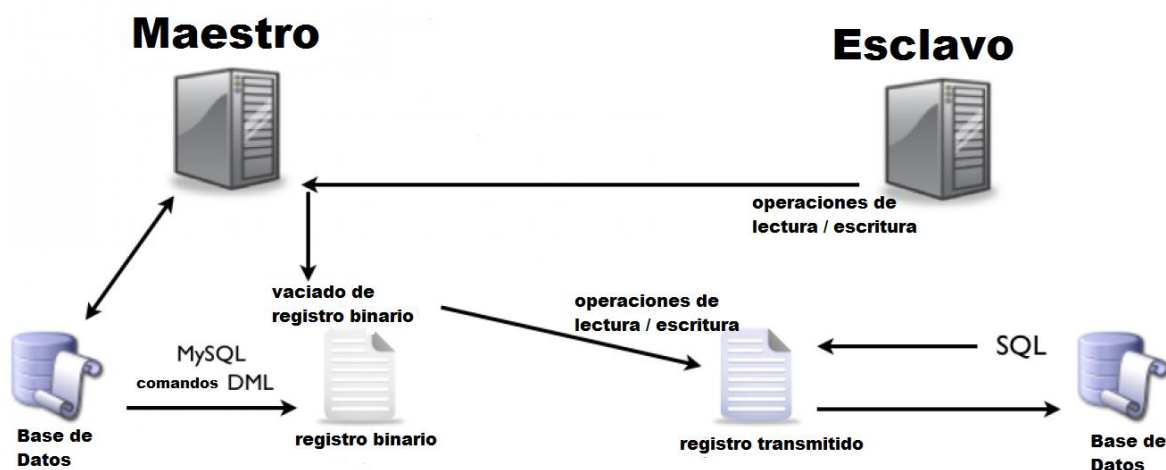 Maestro
Esclavo
operaciones de
lectura / escritura
vaciado de
registro binario
operaciones de
lectura / escritura
MySQL
comandos DML
SQL
Base de
Datos
registro binario
registro transmitido
Base de
Datos